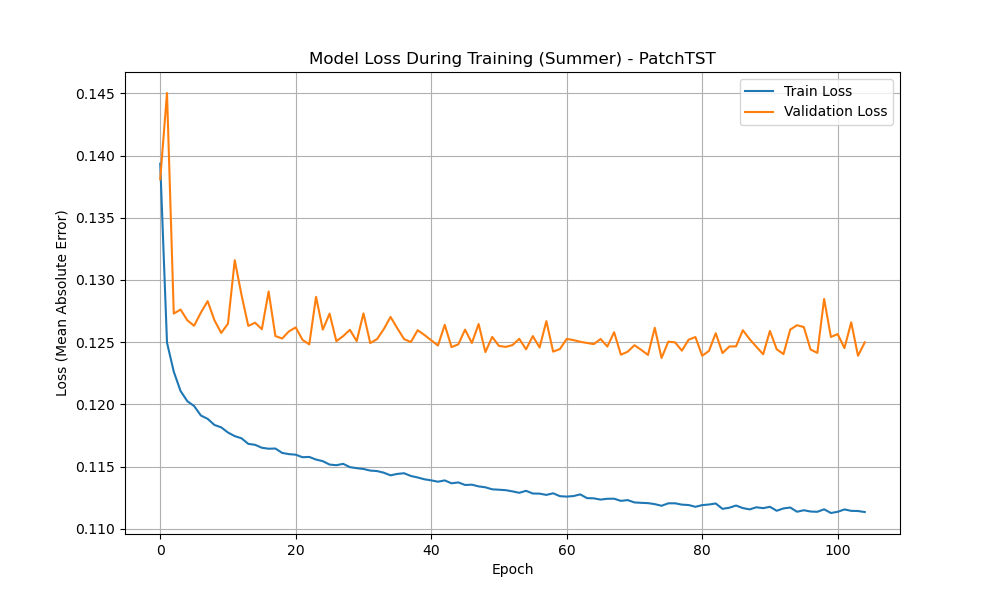 Model Loss During Training (Summer) - PatchTST
Train Loss
Validation Loss
Loss (Mean Absolute Error)
0.145
0.140
0.135
0.130
0.125
0.120
0.115
0.110
0 20 40 60 80 100
Epoch